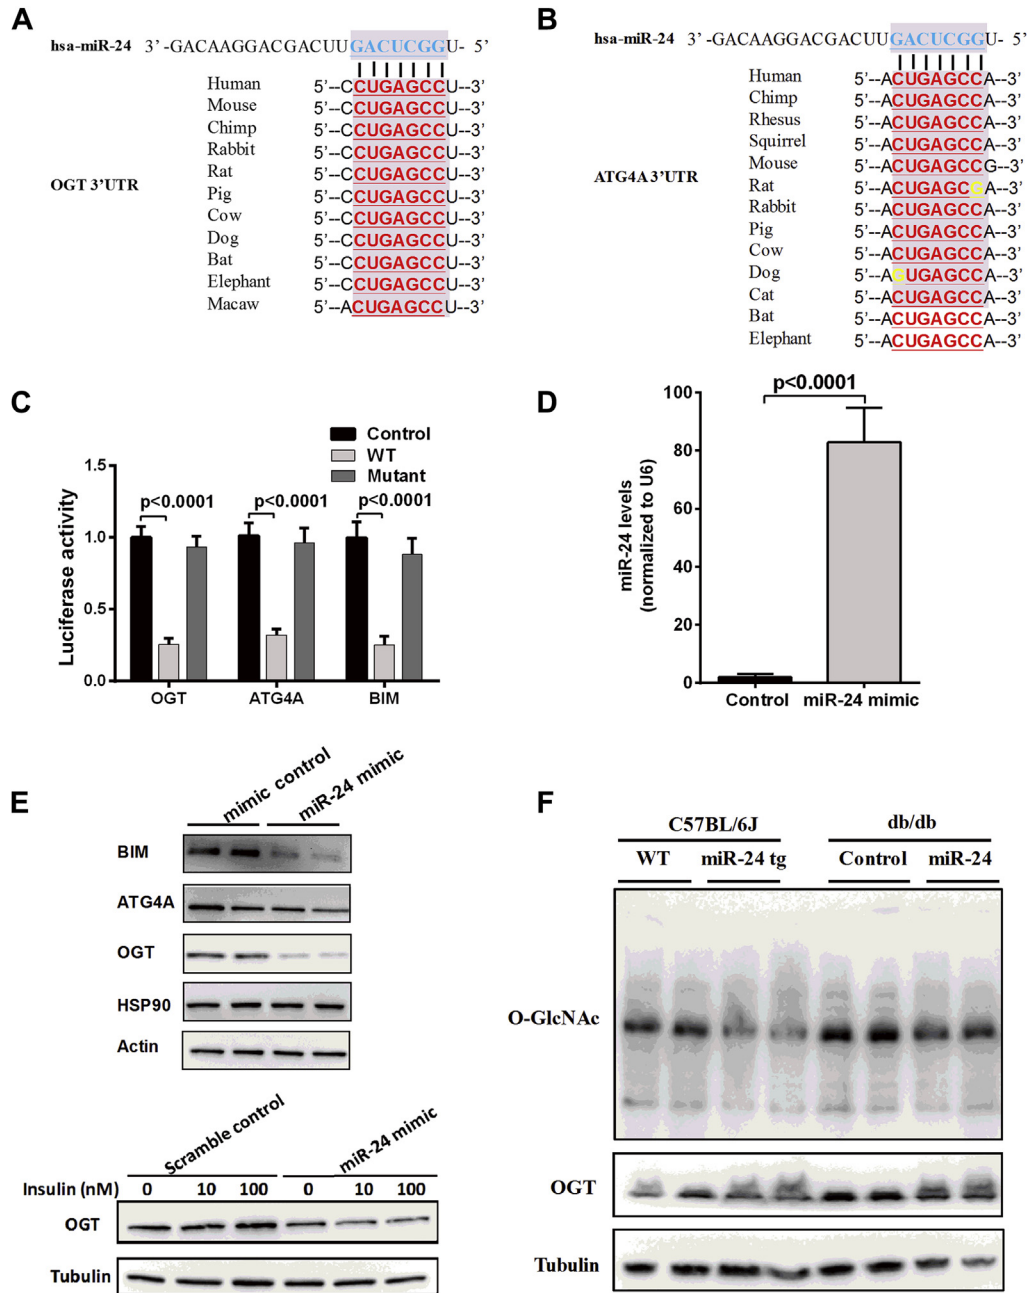 A
hsa-miR-24 3’ -GACAAGGACGACUUGACUCGGU- 5’
OGT 3’UTR
Human 5’--CCUGAGCCU--3’
Mouse 5’--CCUGAGCCU--3’
Chimp 5’--CCUGAGCCU--3’
Rabbit 5’--CCUGAGCCU--3’
Rat 5’--CCUGAGCCU--3’
Pig 5’--CCUGAGCCU--3’
Cow 5’--CCUGAGCCU--3’
Dog 5’--CCUGAGCCU--3’
Bat 5’--CCUGAGCCU--3’
Elephant 5’--CCUGAGCCU--3’
Macaw 5’--ACUGAGCCU--3’
B
hsa-miR-24 3’ -GACAAGGACGACUUGACUCGGU- 5’
ATG4A 3’UTR
Human 5’--ACUGAGCCA--3’
Chimp 5’--ACUGAGCCA--3’
Rhesus 5’--ACUGAGCCA--3’
Squirrel 5’--ACUGAGCCA--3’
Mouse 5’--ACUGAGCCG--3’
Rat 5’--ACUGAGCGA--3’
Rabbit 5’--ACUGAGCCA--3’
Pig 5’--ACUGAGCCA--3’
Cow 5’--ACUGAGCCA--3’
Dog 5’--AGUGAGCCA--3’
Cat 5’--ACUGAGCCA--3’
Bat 5’--ACUGAGCCA--3’
Elephant 5’--ACUGAGCCA--3’
C
Control
WT
Mutant
Luciferase activity
1.5
1.0
0.5
0.0
p<0.0001 p<0.0001 p<0.0001
OGT ATG4A BIM
D
miR-24 levels
(normalized to U6)
100
80
60
40
20
0
p<0.0001
Control miR-24 mimic
E
mimic control miR-24 mimic
BIM
ATG4A
OGT
HSP90
Actin
Scramble control miR-24 mimic
Insulin (nM) 0 10 100 0 10 100
OGT
Tubulin
F
C57BL/6J db/db
WT miR-24 tg Control miR-24
O-GlcNAc
OGT
Tubulin